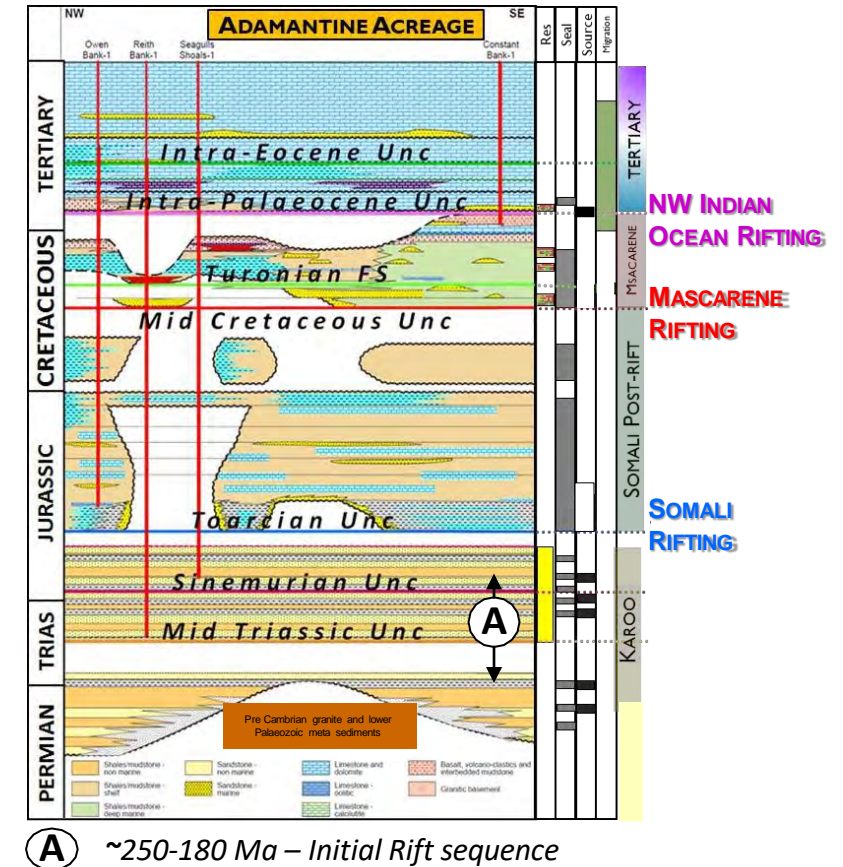 NW
ADAMANTINE ACREAGE
SE
Owen Bank-1
Reith Bank-1
Seagulls Shoals-1
Constant Bank-1
Res
Seal
Source
Migration
TERTIARY
CRETACEOUS
JURASSIC
TRIAS
PERMIAN
Intra-Eocene Unc
Intra-Palaeocene Unc
Turonian FS
Mid Cretaceous Unc
Toarcian Unc
Sinemurian Unc
Mid Triassic Unc
A
Pre Cambrian granite and lower
Palaeozoic meta sediments
TERTIARY
MSACARENE
SOMALI POST-RIFT
KAROO
NW INDIAN
OCEAN RIFTING
MASCARENE
RIFTING
SOMALI
RIFTING
Shales/mudstone -
non marine
Sandstone -
non marine
Limestone and
dolomite
Basalt, volcano-clastics and
interbedded mudstone
Shales/mudstone -
shelf
Sandstone -
marine
Limestone -
oolitic
Granitic basement
Shales/mudstone -
deep marine
Limestone -
calcilutite
A ~250-180 Ma – Initial Rift sequence